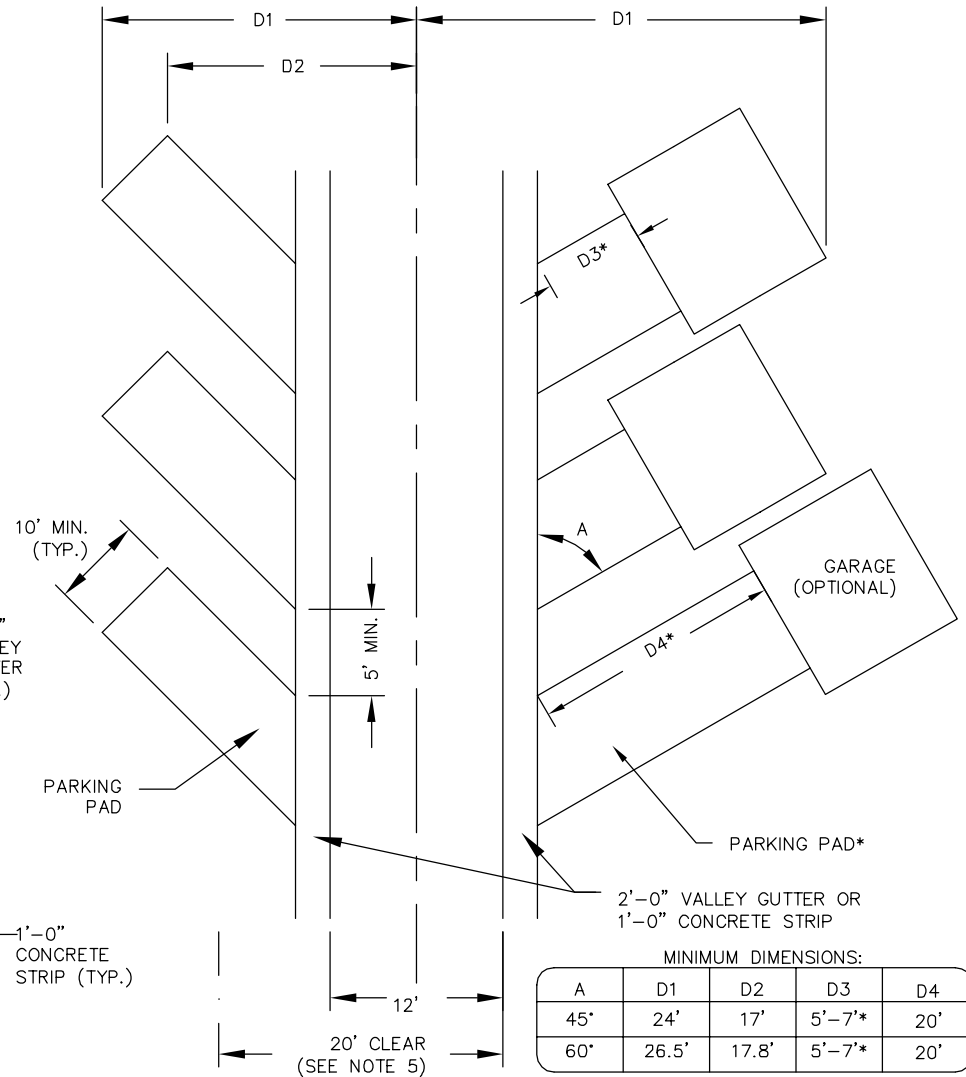 D1
D1
D2
D3*
10' MIN.
(TYP.)
A
GARAGE
(OPTIONAL)
D4*
5' MIN.
PARKING
PAD
PARKING PAD*
2'-0" VALLEY GUTTER OR
1'-0" CONCRETE STRIP
1'-0"
CONCRETE
STRIP (TYP.)
12'
20' CLEAR
(SEE NOTE 5)
MINIMUM DIMENSIONS:
A D1 D2 D3 D4
45° 24' 17' 5'-7'* 20'
60° 26.5' 17.8' 5'-7'* 20'